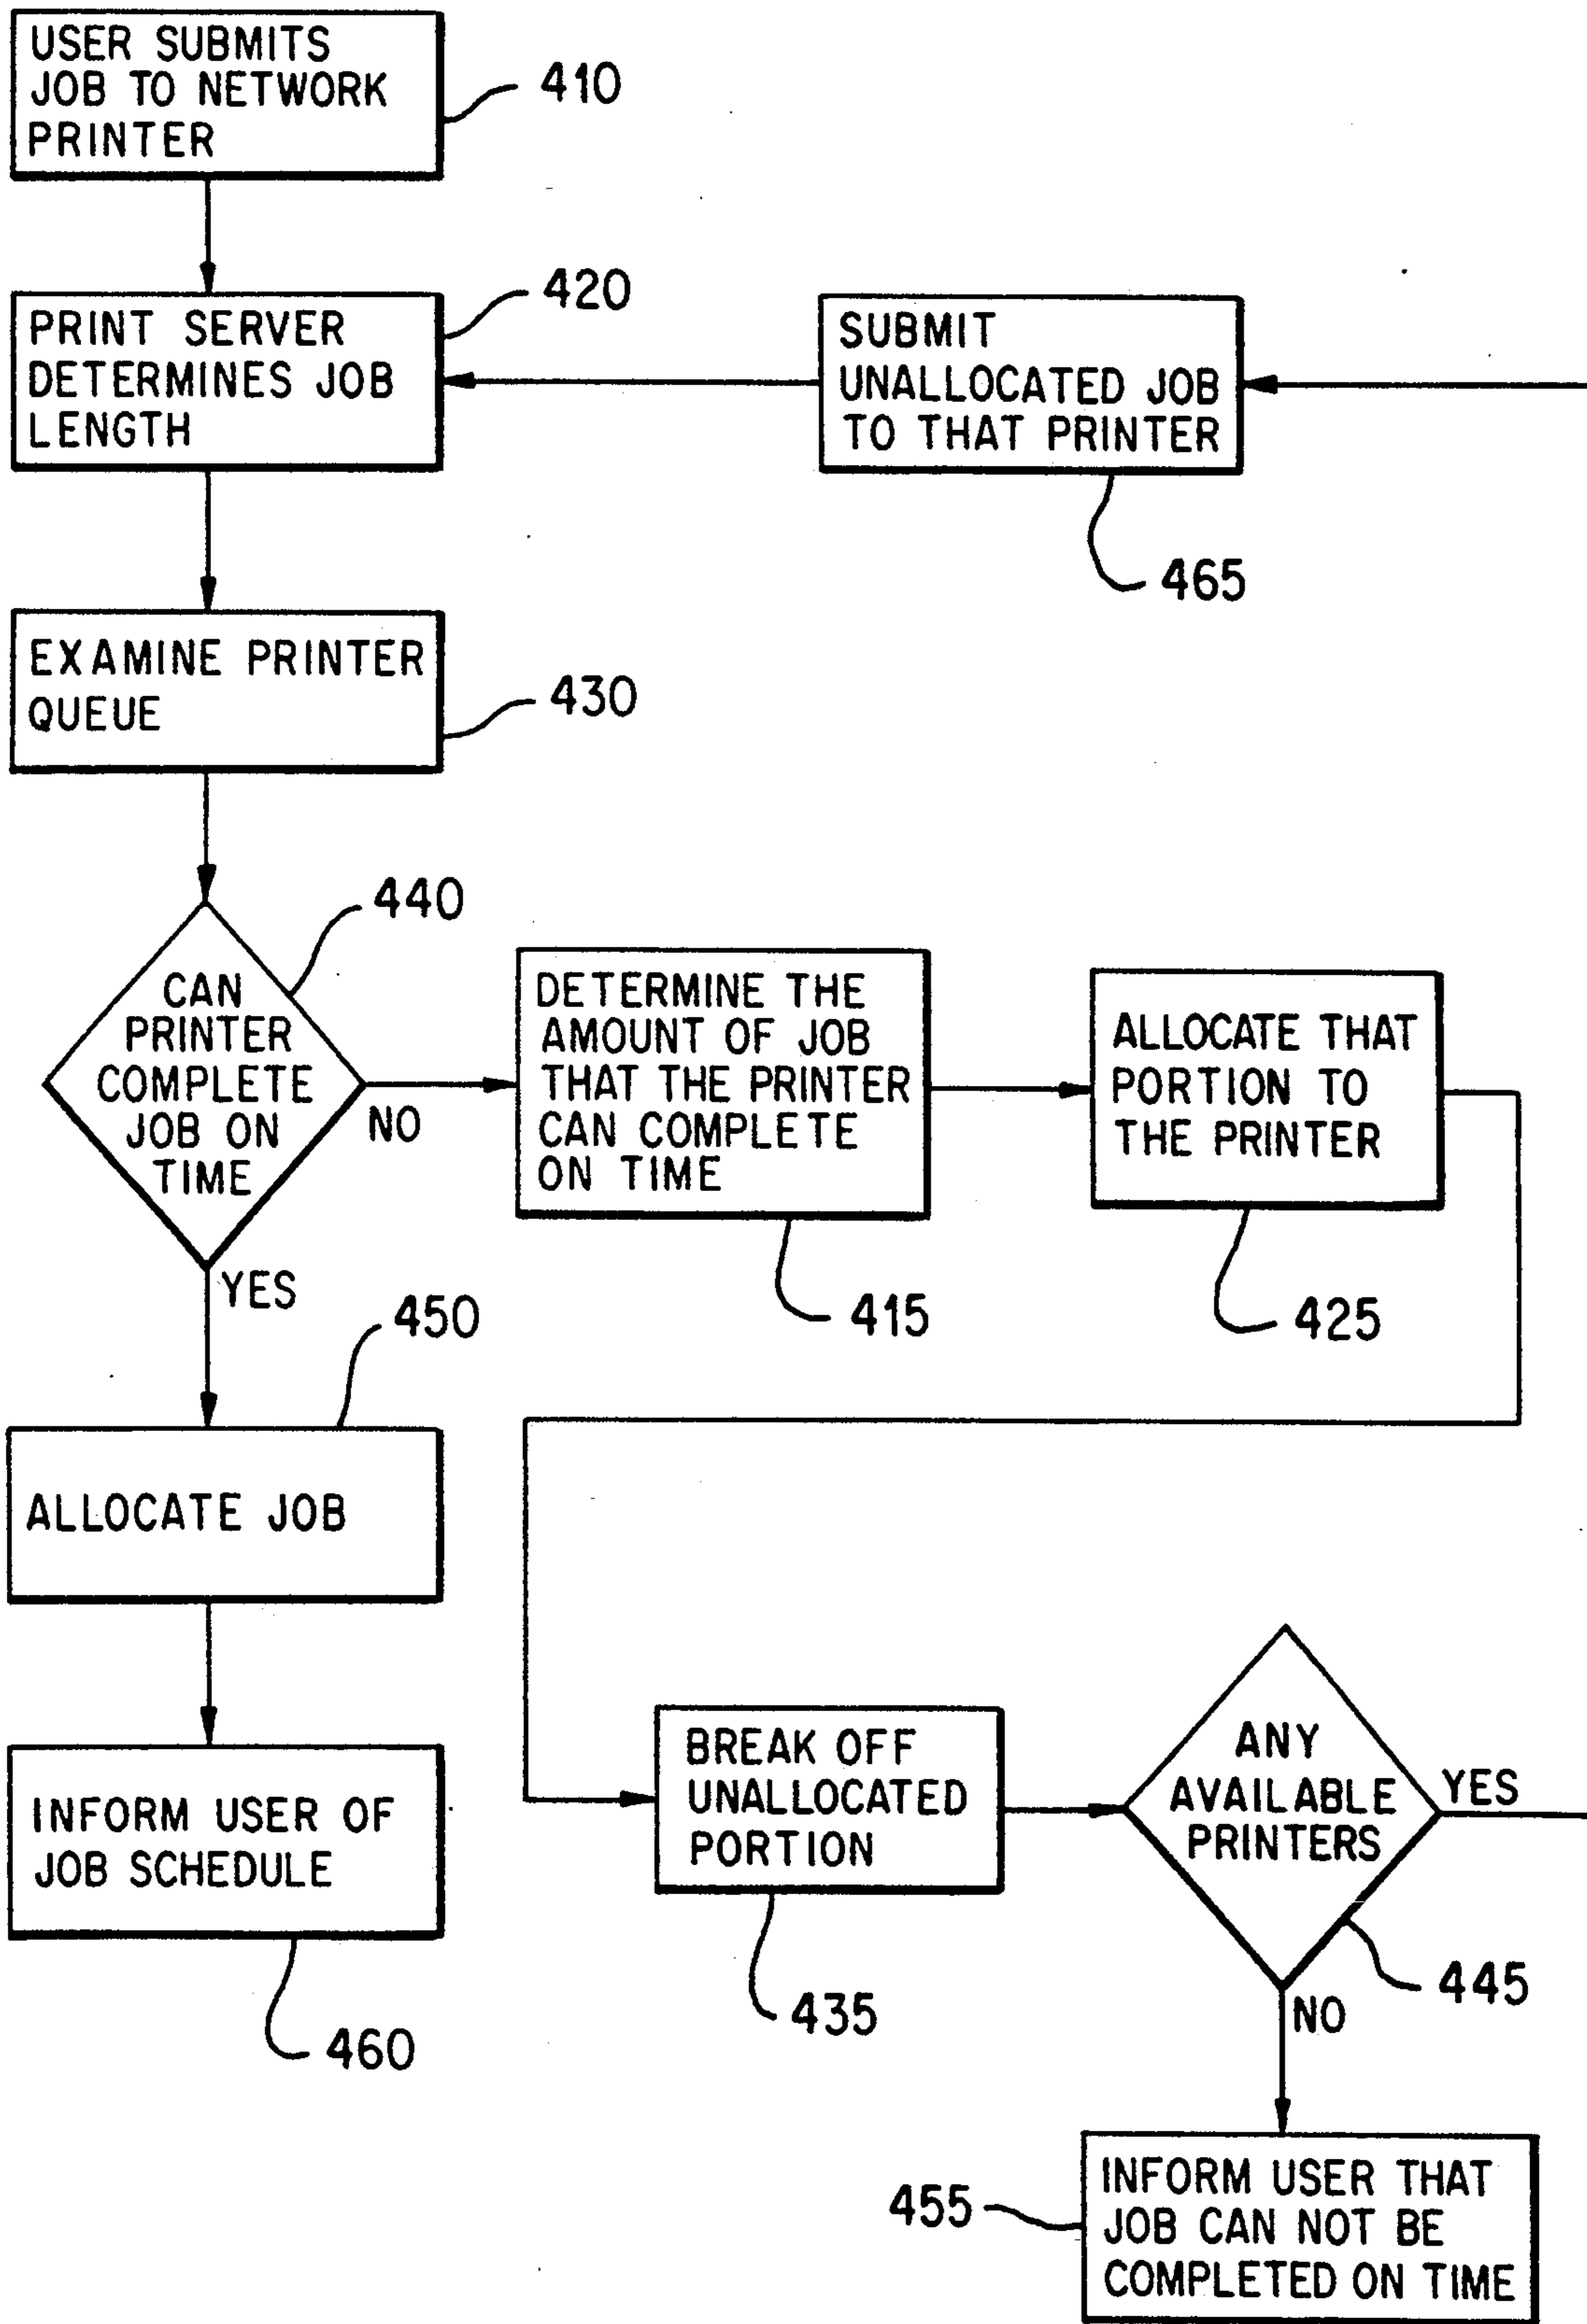 USER SUBMITS
JOB TO NETWORK
PRINTER
410
PRINT SERVER
DETERMINES JOB
LENGTH
420
SUBMIT
UNALLOCATED JOB
TO THAT PRINTER
465
EXAMINE PRINTER
QUEUE
430
440
CAN
PRINTER
COMPLETE
JOB ON
TIME
NO
YES
DETERMINE THE
AMOUNT OF JOB
THAT THE PRINTER
CAN COMPLETE
ON TIME
415
ALLOCATE THAT
PORTION TO
THE PRINTER
425
450
ALLOCATE JOB
INFORM USER OF
JOB SCHEDULE
460
BREAK OFF
UNALLOCATED
PORTION
435
ANY
AVAILABLE
PRINTERS
YES
445
NO
455
INFORM USER THAT
JOB CAN NOT BE
COMPLETED ON TIME